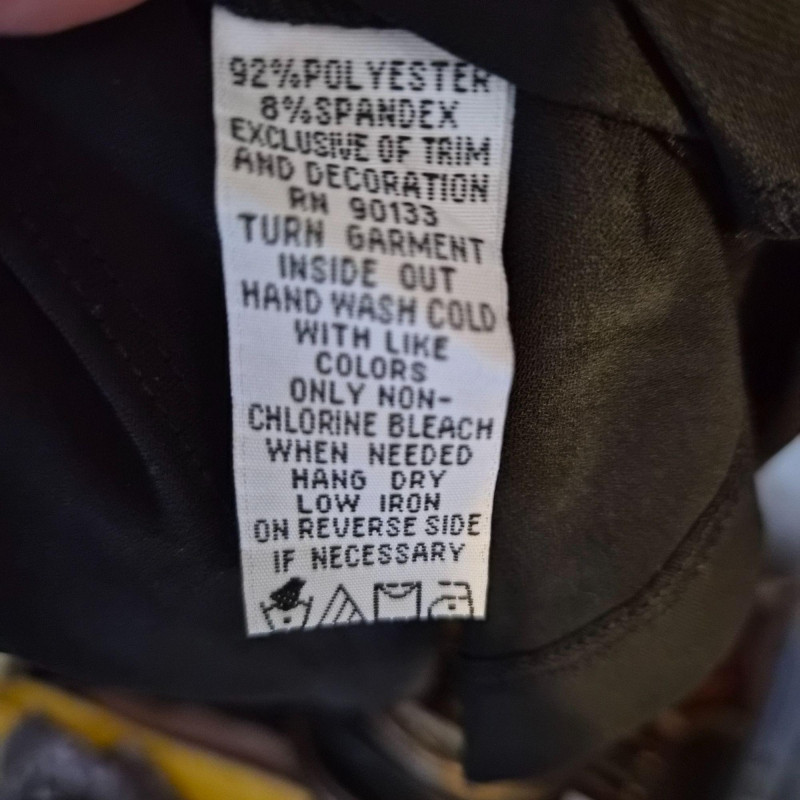 92%POLYESTER
8%SPANDEX
EXCLUSIVE OF TRIM
AND DECORATION
RN 90133
TURN GARMENT
INSIDE OUT
HAND WASH COLD
WITH LIKE
COLORS
ONLY NON-
CHLORINE BLEACH
WHEN NEEDED
HANG DRY
LOW IRON
ON REVERSE SIDE
IF NECESSARY